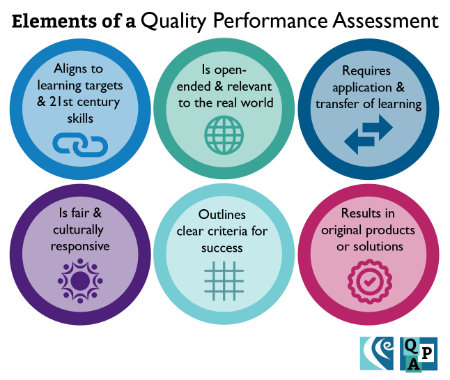 Elements of a Quality Performance Assessment
Aligns to
learning targets
& 21st century
skills
Is open-
ended & relevant
to the real world
Requires
application &
transfer of learning
Is fair &
culturally
responsive
Outlines
clear criteria for
success
Results in
original products
or solutions
Q
P
A